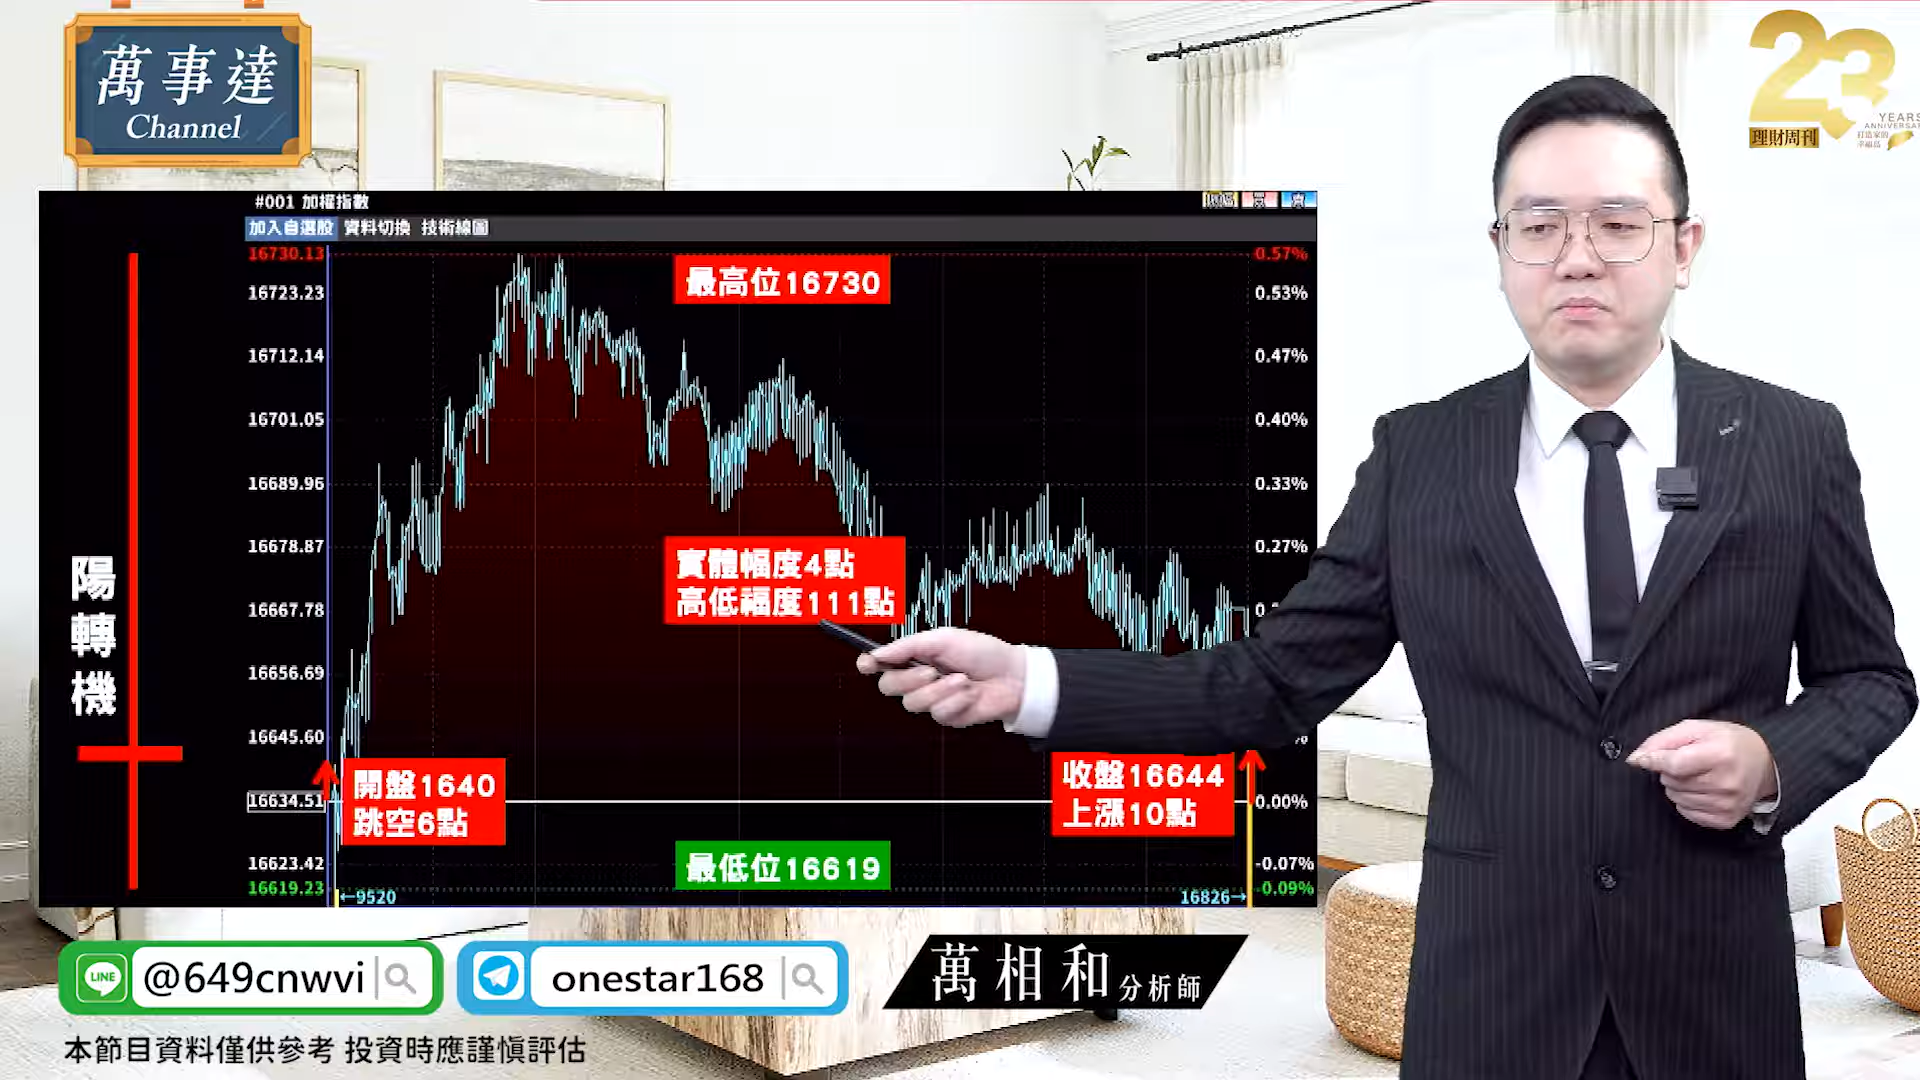 萬事達
Channel
23
YEARS
ANNIVERSARY
理財周刊
#001 加權指數
加入自選股 資料切換 技術線圖
16730.13
16723.23
16712.14
16701.05
16689.96
16678.87
16667.78
16656.69
16645.60
16634.51
16623.42
16619.23
0.57%
0.53%
0.47%
0.40%
0.33%
0.27%
0.00%
-0.07%
-0.09%
最高位16730
實體幅度4點
高低福度111點
開盤1640
跳空6點
收盤16644
上漲10點
最低位16619
←9520
16826→
陽轉機
LINE
@649cnwvi
onestar168
萬相和分析師
本節目資料僅供參考 投資時應謹慎評估